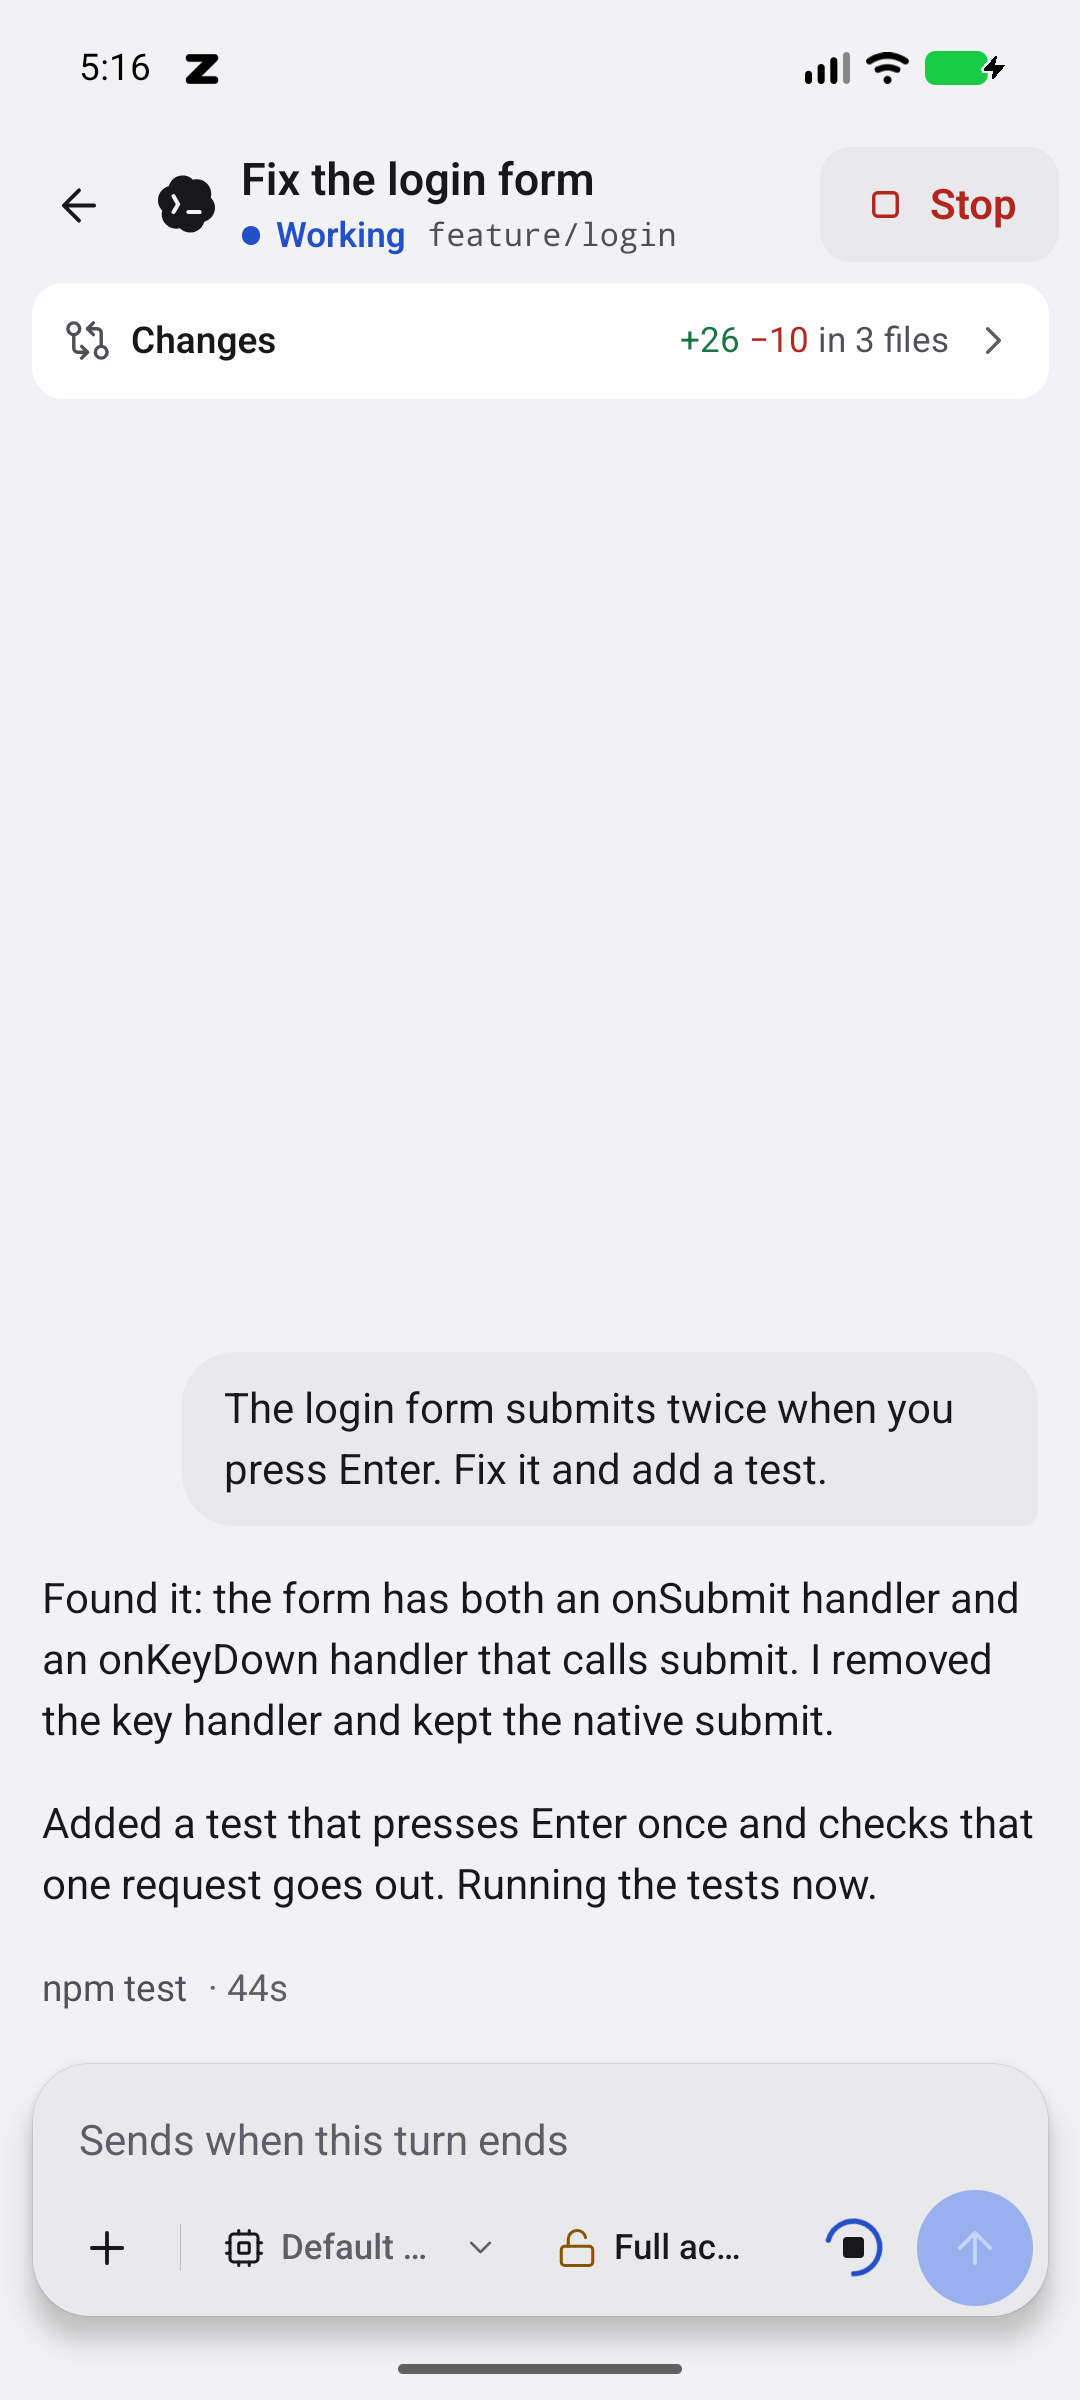 5:16
Fix the login form
Working feature/login
Stop
Changes
+26 −10 in 3 files
The login form submits twice when you
press Enter. Fix it and add a test.
Found it: the form has both an onSubmit handler and
an onKeyDown handler that calls submit. I removed
the key handler and kept the native submit.
Added a test that presses Enter once and checks that
one request goes out. Running the tests now.
npm test · 44s
Sends when this turn ends
Default ...
Full ac...